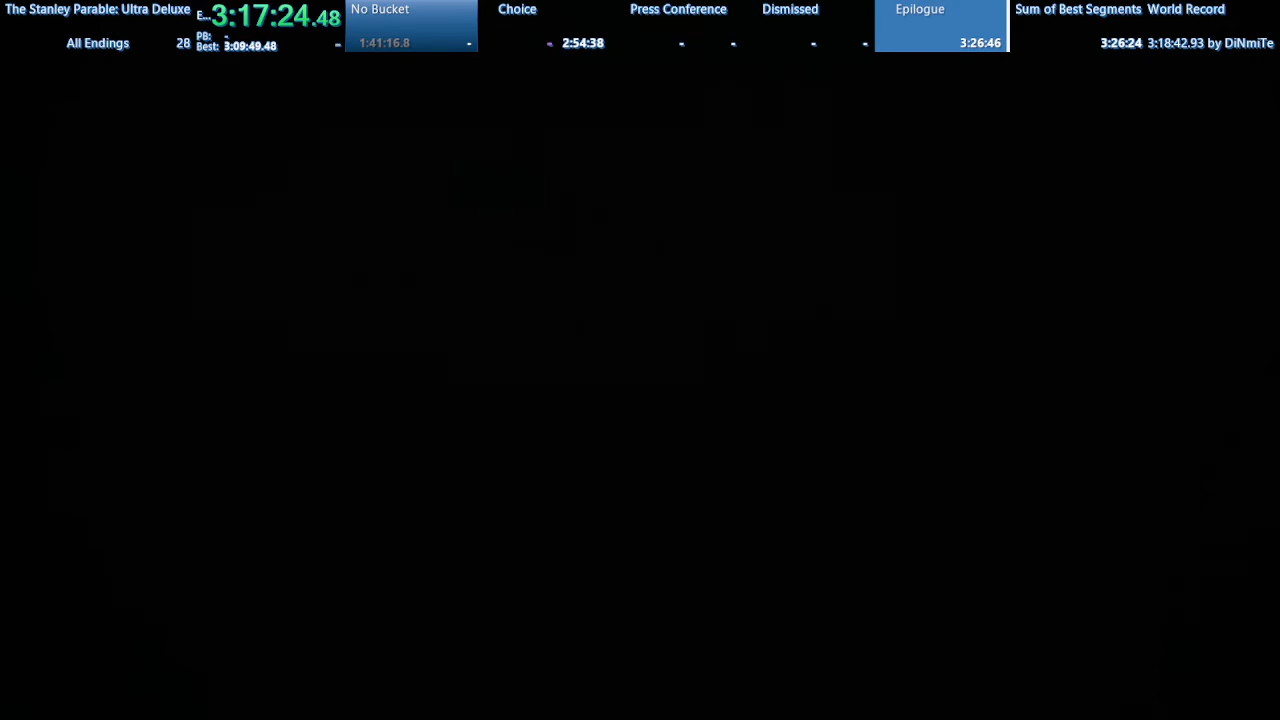 The Stanley Parable: Ultra Deluxe
All Endings 28
E... 3:17:24.48
PB: -
Best: 3:09:49.48 -
No Bucket
1:41:16.8 -
Choice
- 2:54:38
Press Conference
- -
Dismissed
- -
Epilogue
3:26:46
Sum of Best Segments
3:26:24
World Record
3:18:42.93 by DiNmiTe